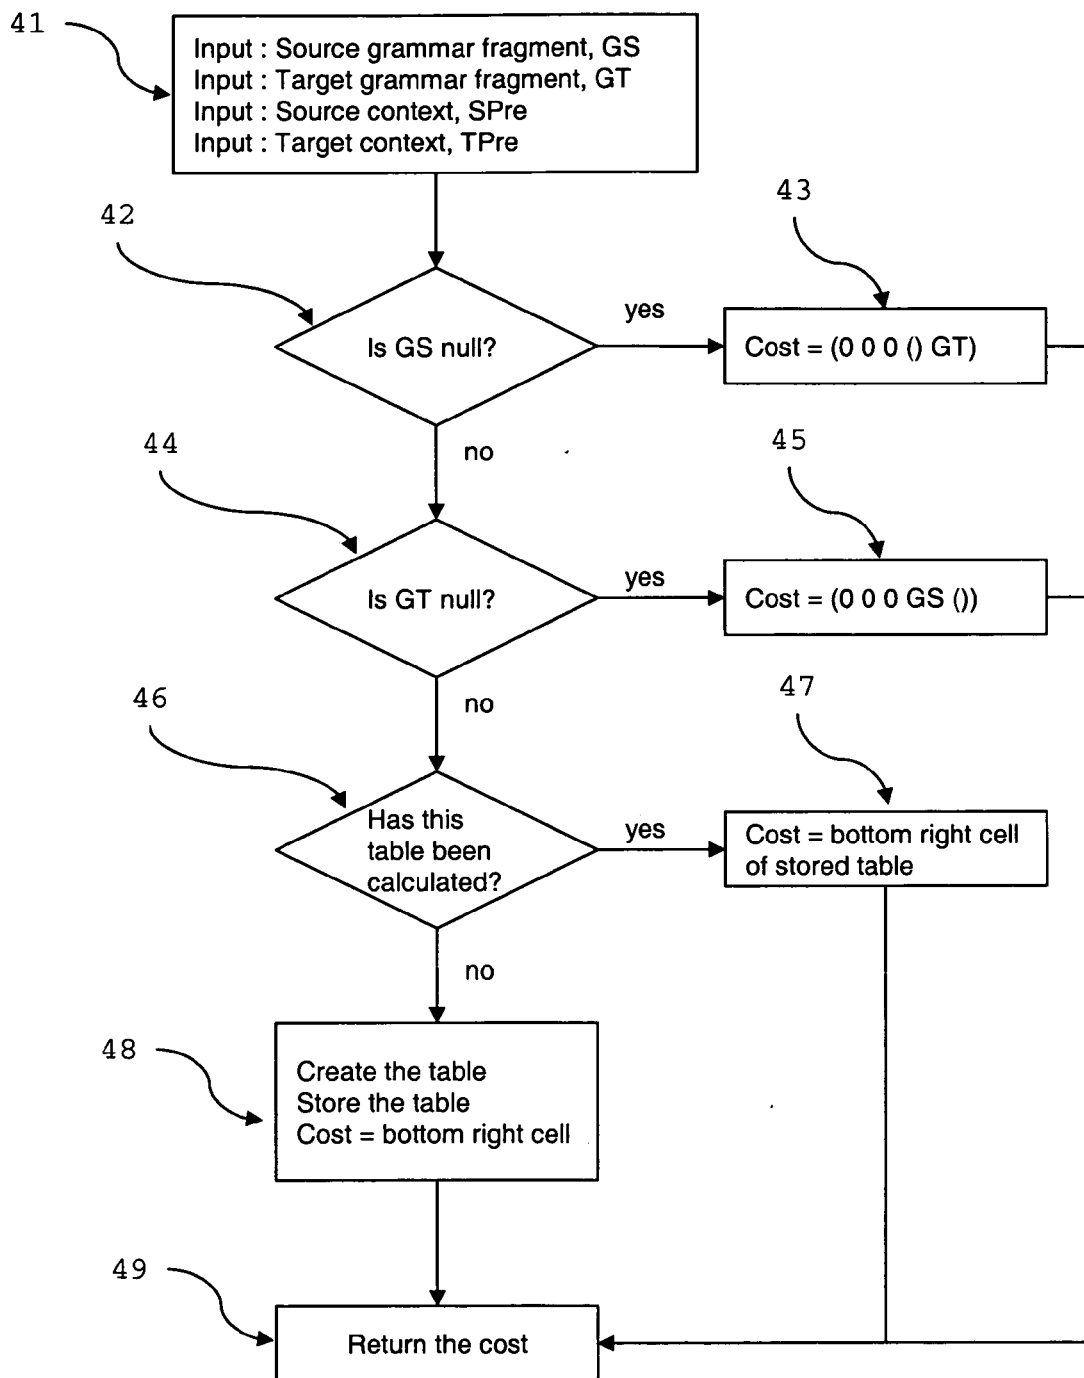 41
Input : Source grammar fragment, GS
Input : Target grammar fragment, GT
Input : Source context, SPre
Input : Target context, TPre
42
43
Is GS null?
yes
Cost = (0 0 0 () GT)
no
44
45
Is GT null?
yes
Cost = (0 0 0 GS ())
no
46
47
Has this
table been
calculated?
yes
Cost = bottom right cell
of stored table
no
48
Create the table
Store the table
Cost = bottom right cell
49
Return the cost